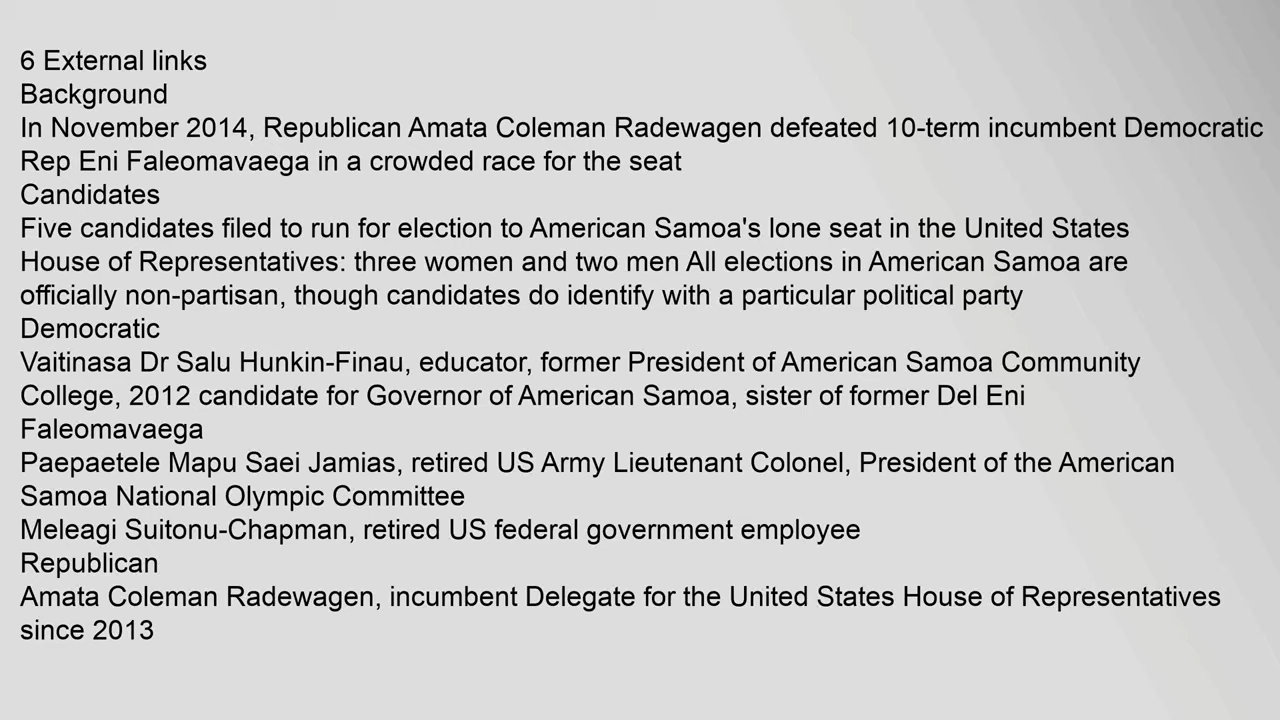 6 External links
Background
In November 2014, Republican Amata Coleman Radewagen defeated 10-term incumbent Democratic
Rep Eni Faleomavaega in a crowded race for the seat
Candidates
Five candidates filed to run for election to American Samoa's lone seat in the United States
House of Representatives: three women and two men All elections in American Samoa are
officially non-partisan, though candidates do identify with a particular political party
Democratic
Vaitinasa Dr Salu Hunkin-Finau, educator, former President of American Samoa Community
College, 2012 candidate for Governor of American Samoa, sister of former Del Eni
Faleomavaega
Paepaetele Mapu Saei Jamias, retired US Army Lieutenant Colonel, President of the American
Samoa National Olympic Committee
Meleagi Suitonu-Chapman, retired US federal government employee
Republican
Amata Coleman Radewagen, incumbent Delegate for the United States House of Representatives
since 2013